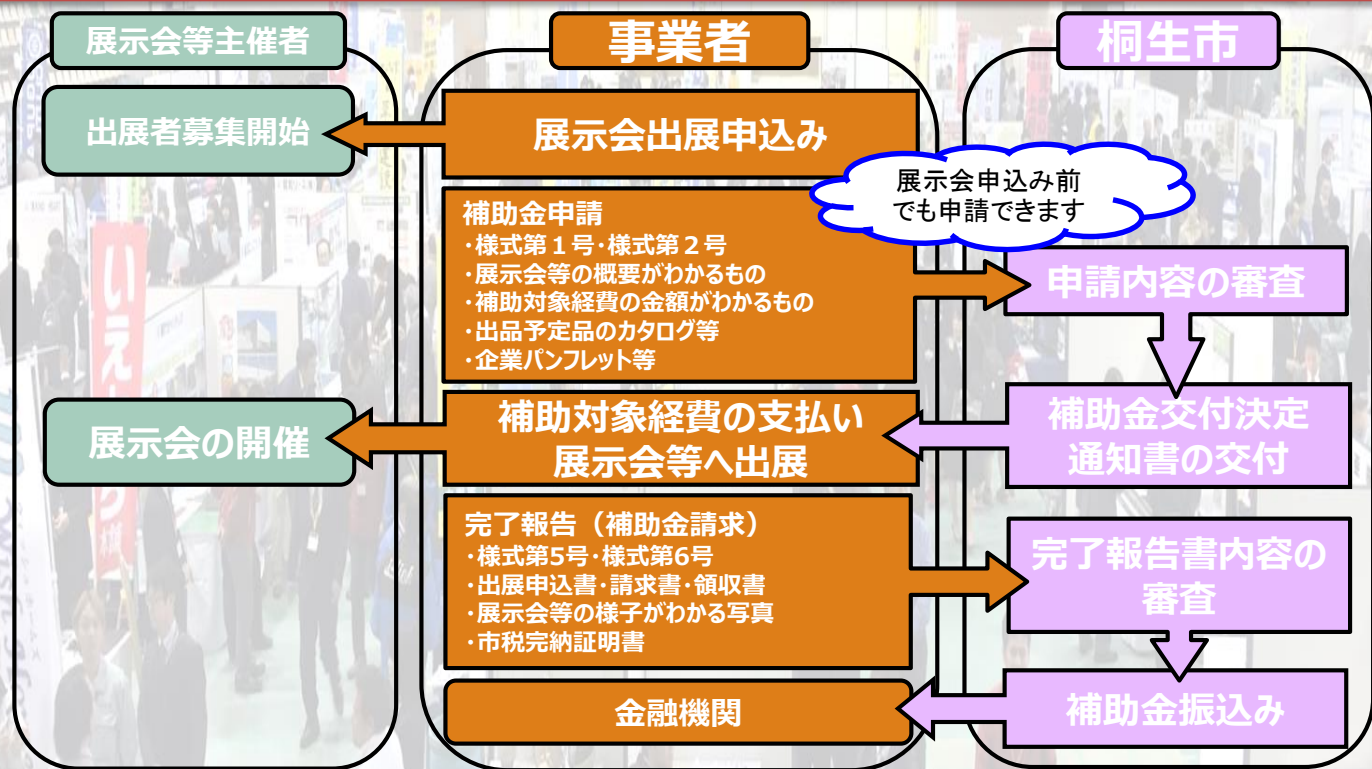 展示会等主催者
事業者
桐生市
出展者募集開始
展示会出展申込み
展示会申込み前
でも申請できます
補助金申請
・様式第１号・様式第２号
・展示会等の概要がわかるもの
・補助対象経費の金額がわかるもの
・出品予定品のカタログ等
・企業パンフレット等
申請内容の審査
展示会の開催
補助対象経費の支払い
展示会等へ出展
補助金交付決定
通知書の交付
完了報告（補助金請求）
・様式第5号・様式第6号
・出展申込書・請求書・領収書
・展示会等の様子がわかる写真
・市税完納証明書
完了報告書内容の
審査
金融機関
補助金振込み